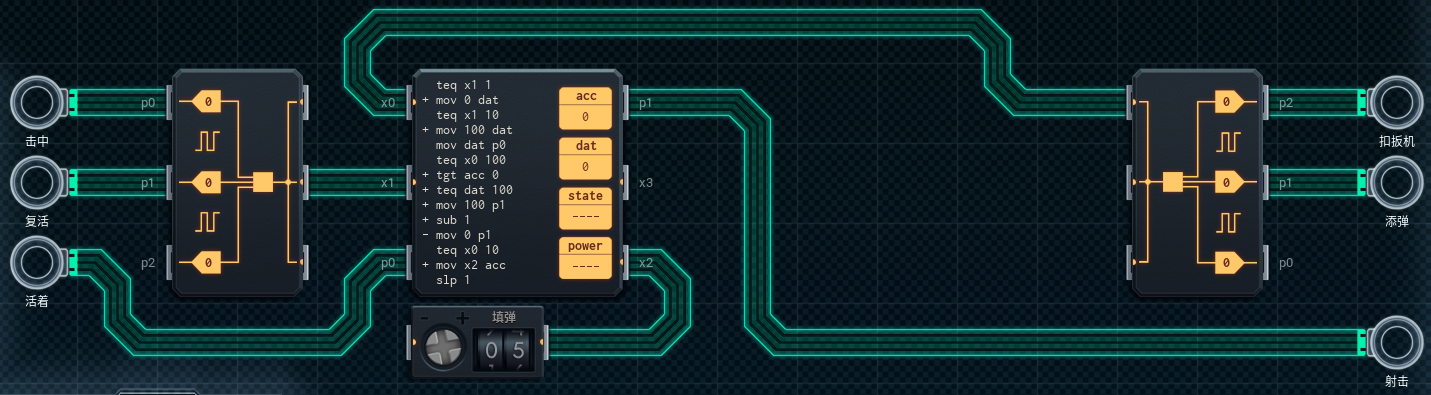 击中
复活
活着
p0
p1
p2
0
0
0
x0
x1
p0
teq x1 1
+ mov 0 dat
teq x1 10
+ mov 100 dat
mov dat p0
teq x0 100
+ tgt acc 0
+ teq dat 100
+ mov 100 p1
+ sub 1
- mov 0 p1
teq x0 10
+ mov x2 acc
slp 1
acc
0
dat
0
state
----
power
----
p1
x3
x2
- + 填弹
05
0
0
0
p2
p1
p0
扣扳机
添弹
射击